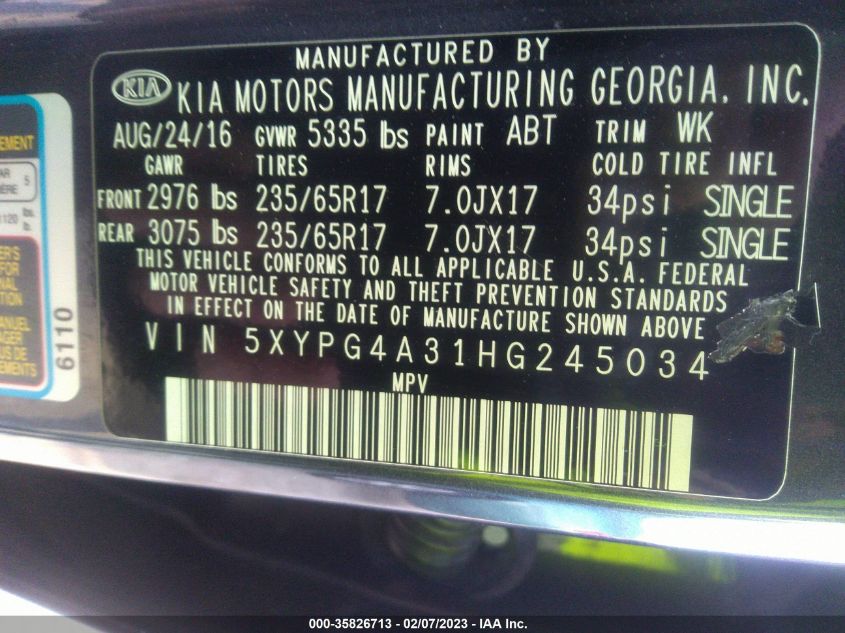 MANUFACTURED BY
KIA KIA MOTORS MANUFACTURING GEORGIA, INC.
AUG/24/16 GVWR 5335 lbs PAINT ABT TRIM WK
GAWR TIRES RIMS COLD TIRE INFL
FRONT 2976 lbs 235/65R17 7.0JX17 34psi SINGLE
REAR 3075 lbs 235/65R17 7.0JX17 34psi SINGLE
THIS VEHICLE CONFORMS TO ALL APPLICABLE U.S.A. FEDERAL
MOTOR VEHICLE SAFETY AND THEFT PREVENTION STANDARDS
IN EFFECT ON THE DATE OF MANUFACTURE SHOWN ABOVE
VIN 5XYPG4A31HG245034
MPV
5
6110
000-35826713 - 02/07/2023 - IAA Inc.